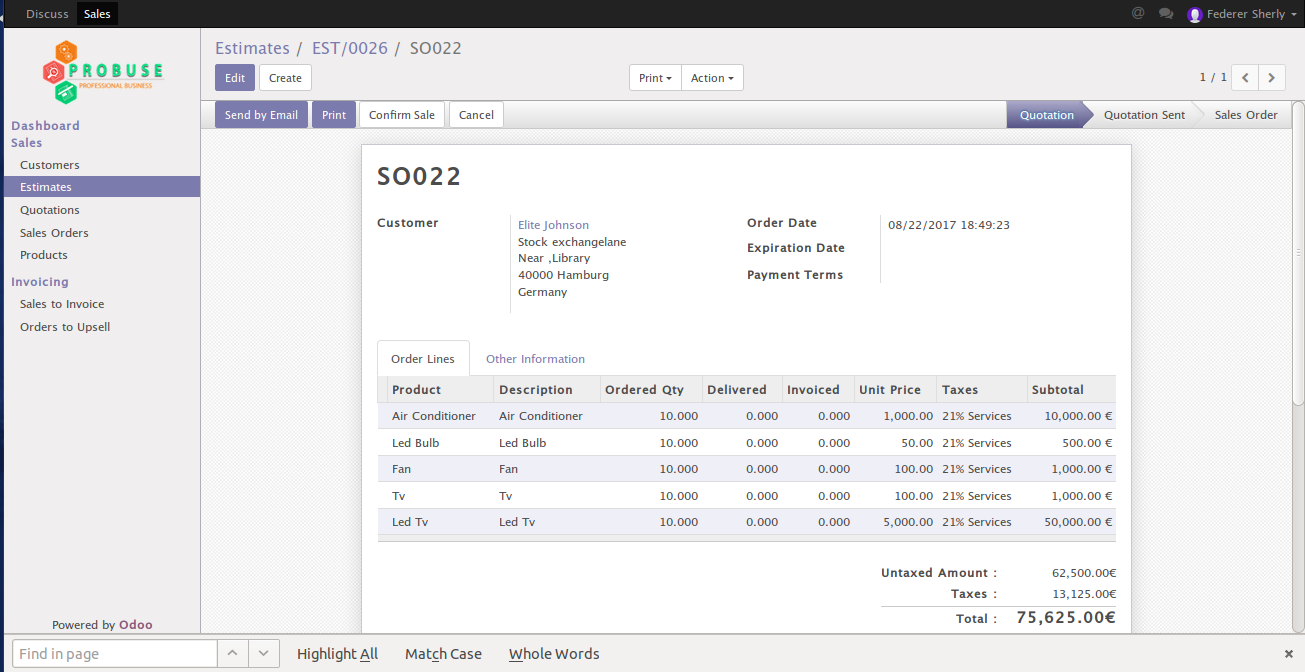 Discuss Sales @ Federer Sherly
PROBUSE
PROFESSIONAL BUSINESS
Dashboard
Sales
Customers
Estimates
Quotations
Sales Orders
Products
Invoicing
Sales to Invoice
Orders to Upsell
Powered by Odoo
Estimates / EST/0026 / SO022
Edit Create Print Action 1 / 1
Send by Email Print Confirm Sale Cancel Quotation Quotation Sent Sales Order
SO022
Customer
Elite Johnson
Stock exchangelane
Near ,Library
40000 Hamburg
Germany
Order Date 08/22/2017 18:49:23
Expiration Date
Payment Terms
Order Lines Other Information
Product Description Ordered Qty Delivered Invoiced Unit Price Taxes Subtotal
Air Conditioner Air Conditioner 10.000 0.000 0.000 1,000.00 21% Services 10,000.00 €
Led Bulb Led Bulb 10.000 0.000 0.000 50.00 21% Services 500.00 €
Fan Fan 10.000 0.000 0.000 100.00 21% Services 1,000.00 €
Tv Tv 10.000 0.000 0.000 100.00 21% Services 1,000.00 €
Led Tv Led Tv 10.000 0.000 0.000 5,000.00 21% Services 50,000.00 €
Untaxed Amount : 62,500.00€
Taxes : 13,125.00€
Total : 75,625.00€
Find in page Highlight All Match Case Whole Words